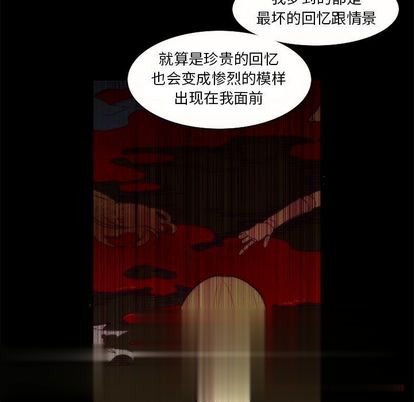 最坏的回忆跟情景
就算是珍贵的回忆
也会变成惨烈的模样
出现在我面前